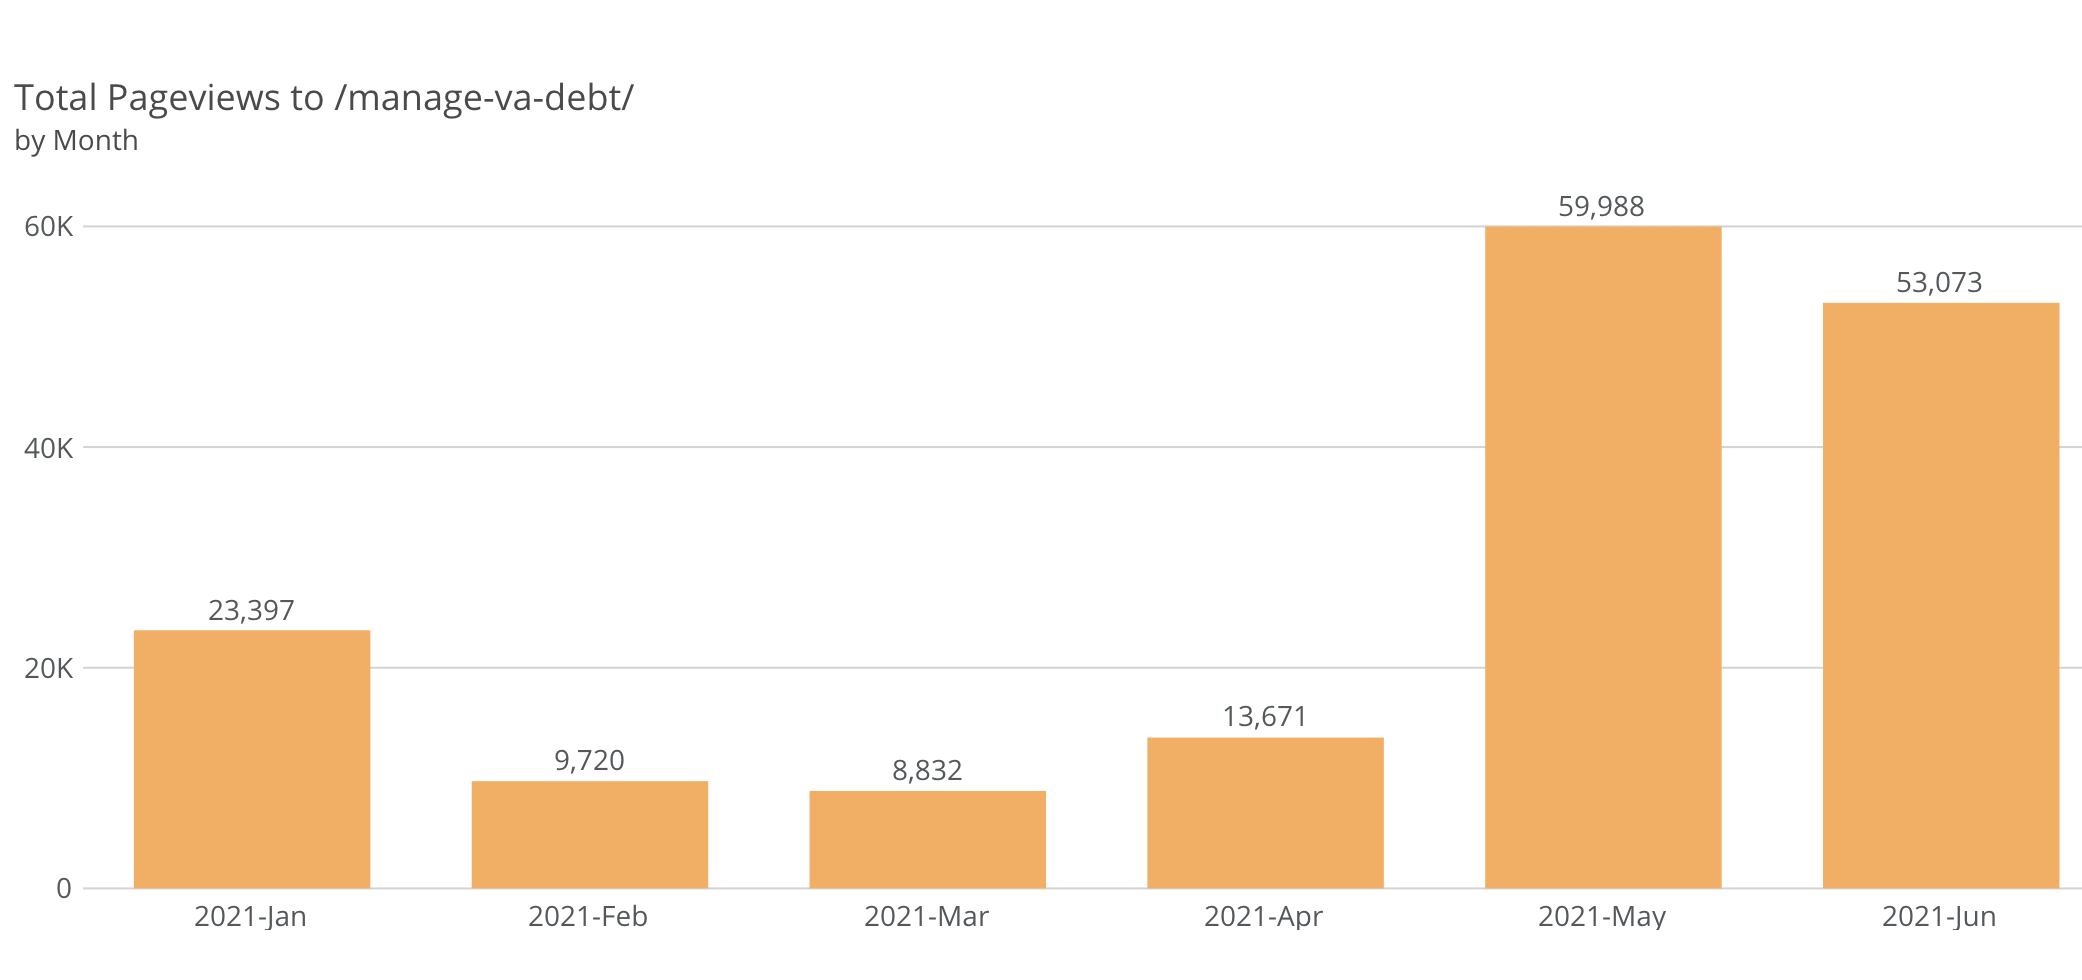 Total Pageviews to /manage-va-debt/
by Month
59,988
60K
53,073
40K
23,397
20K
13,671
9,720
8,832
0
2021-Jan 2021-Feb 2021-Mar 2021-Apr 2021-May 2021-Jun